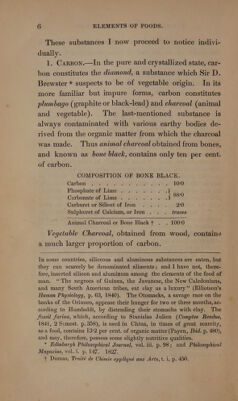 6 ELEMENTS OF FOODS.
These substances I now proceed to notice indivi-
dually.
1. CARBON.—In the pure and crystallized state, car-
bon constitutes the diamond, a substance which Sir D.
Brewster * suspects to be of vegetable origin. In its
more familiar but impure forms, carbon constitutes
plumbago (graphite or black-lead) and charcoal (animal
and vegetable). The last-mentioned substance is
always contaminated with various earthy bodies de-
rived from the organic matter from which the charcoal
was made. Thus animal charcoal obtained from bones,
and known as bone black, contains only ten per cent.
of carbon.
COMPOSITION OF BONE BLACK.
Carbon . . . . . . . . . . . 10·0
Phosphate of Lime . . . . . . . }
Carbonate of Lime . . . . . . . } 88·0
Carburet or Silicet of Iron . . . . . 2·0
Sulphuret of Calcium, or Iron . . . . traces
Animal Charcoal or Bone Black † . . 100·0
Vegetable Charcoal, obtained from wood, contains
a much larger proportion of carbon.
In some countries, siliceous and aluminous substances are eaten, but
they can scarcely be denominated aliments; and I have not, there-
fore, inserted silicon and aluminum among the elements of the food of
man. "The negroes of Guinea, the Javanese, the New Caledonians,
and many South American tribes, eat clay as a luxury" (Elliotson's
Human Physiology, p. 63, 1840). The Otomacks, a savage race on the
banks of the Orinoco, appease their hunger for two or three months, ac-
cording to Humboldt, by distending their stomachs with clay. The
fossil farina, which, according to Stanislas Julien (Comptes Rendus,
1841, 2 Semest. p. 358), is used in China, in times of great scarcity,
as a food, contains 13·2 per cent. of organic matter (Payen, Ibid. p. 480),
and may, therefore, possess some slightly nutritive qualities.
* Edinburgh Philosophical Journal, vol. iii. p. 98; and Philosophical
Magazine, vol. i. p. 147. 1827.
† Dumas, Traité de Chimie appliqué aux Arts, t. i. p. 450.